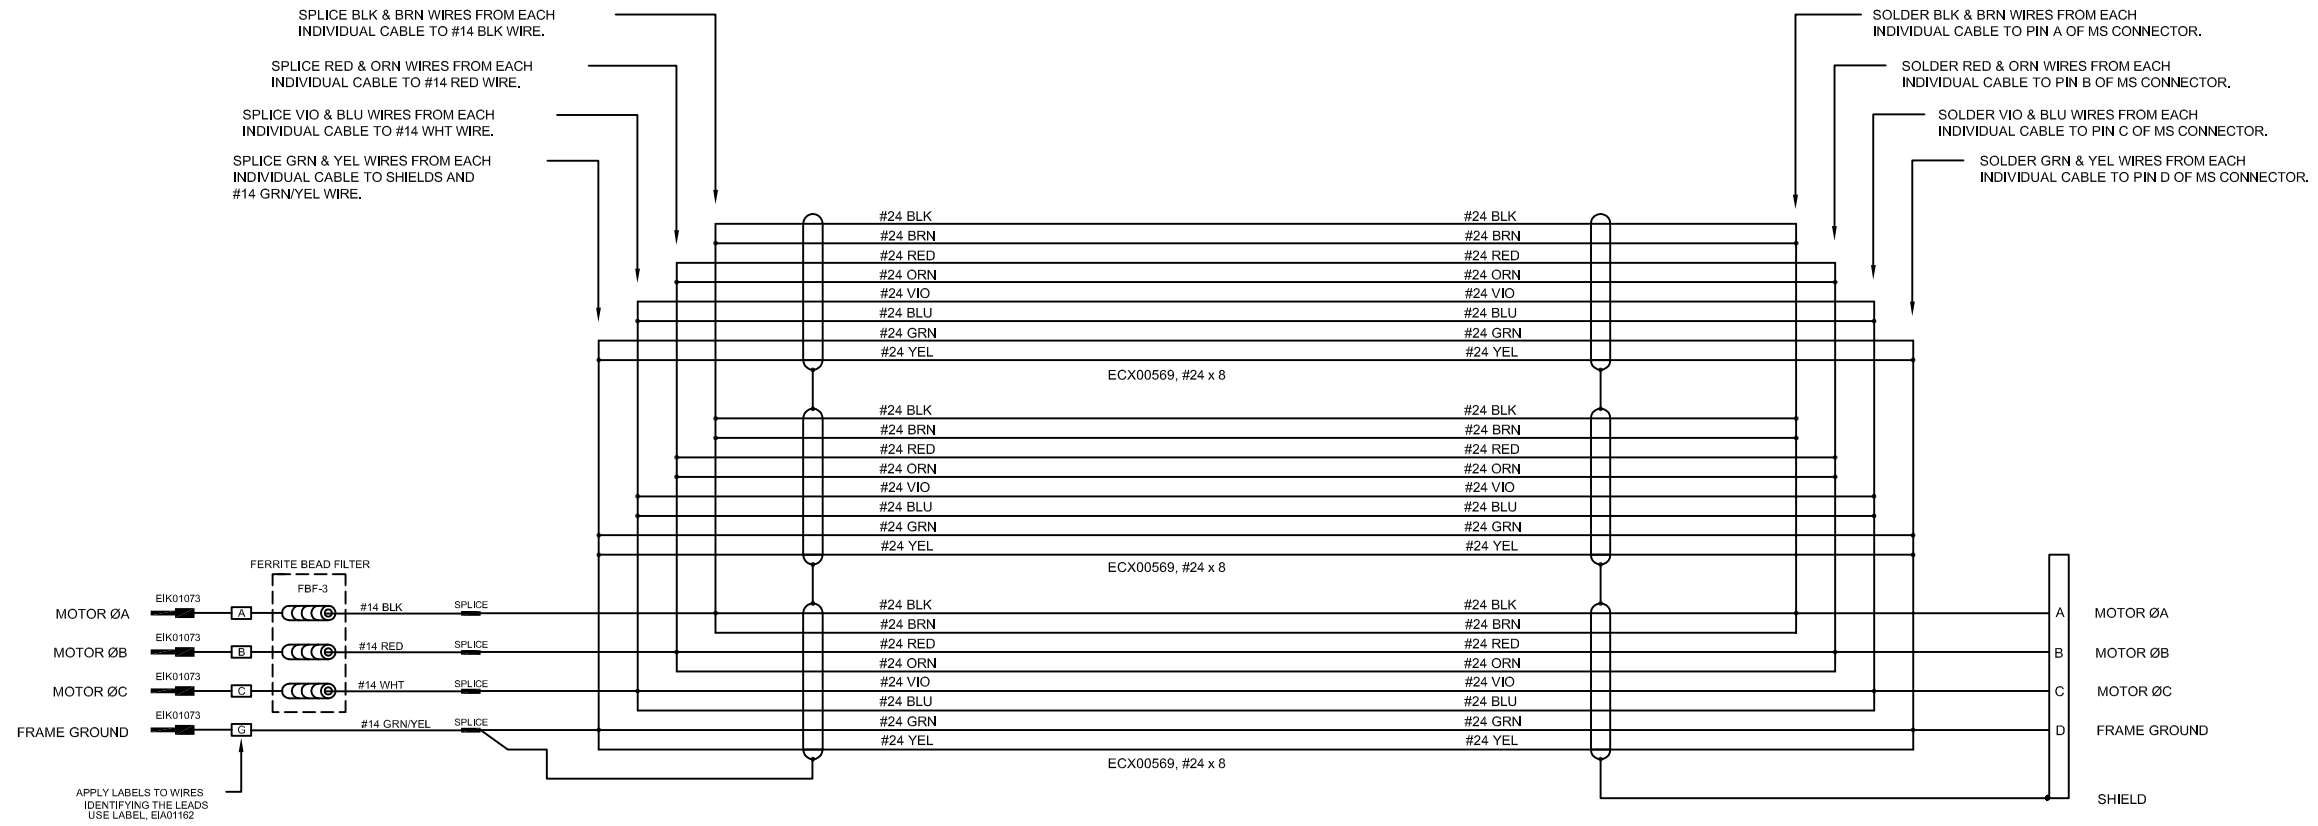 SPLICE BLK & BRN WIRES FROM EACH
INDIVIDUAL CABLE TO #14 BLK WIRE.
SPLICE RED & ORN WIRES FROM EACH
INDIVIDUAL CABLE TO #14 RED WIRE.
SPLICE VIO & BLU WIRES FROM EACH
INDIVIDUAL CABLE TO #14 WHT WIRE.
SPLICE GRN & YEL WIRES FROM EACH
INDIVIDUAL CABLE TO SHIELDS AND
#14 GRN/YEL WIRE.
SOLDER BLK & BRN WIRES FROM EACH
INDIVIDUAL CABLE TO PIN A OF MS CONNECTOR.
SOLDER RED & ORN WIRES FROM EACH
INDIVIDUAL CABLE TO PIN B OF MS CONNECTOR.
SOLDER VIO & BLU WIRES FROM EACH
INDIVIDUAL CABLE TO PIN C OF MS CONNECTOR.
SOLDER GRN & YEL WIRES FROM EACH
INDIVIDUAL CABLE TO PIN D OF MS CONNECTOR.
#24 BLK #24 BLK
#24 BRN #24 BRN
#24 RED #24 RED
#24 ORN #24 ORN
#24 VIO #24 VIO
#24 BLU #24 BLU
#24 GRN #24 GRN
#24 YEL #24 YEL
ECX00569, #24 x 8
#24 BLK #24 BLK
#24 BRN #24 BRN
#24 RED #24 RED
#24 ORN #24 ORN
#24 VIO #24 VIO
#24 BLU #24 BLU
#24 GRN #24 GRN
#24 YEL #24 YEL
ECX00569, #24 x 8
FERRITE BEAD FILTER
FBF-3
MOTOR ØA EIK01073 A #14 BLK SPLICE #24 BLK #24 BLK A MOTOR ØA
#24 BRN #24 BRN
MOTOR ØB EIK01073 B #14 RED SPLICE #24 RED #24 RED B MOTOR ØB
#24 ORN #24 ORN
MOTOR ØC EIK01073 C #14 WHT SPLICE #24 VIO #24 VIO C MOTOR ØC
#24 BLU #24 BLU
FRAME GROUND EIK01073 G #14 GRN/YEL SPLICE #24 GRN #24 GRN D FRAME GROUND
#24 YEL #24 YEL
ECX00569, #24 x 8
SHIELD
APPLY LABELS TO WIRES
IDENTIFYING THE LEADS
USE LABEL, EIA01162